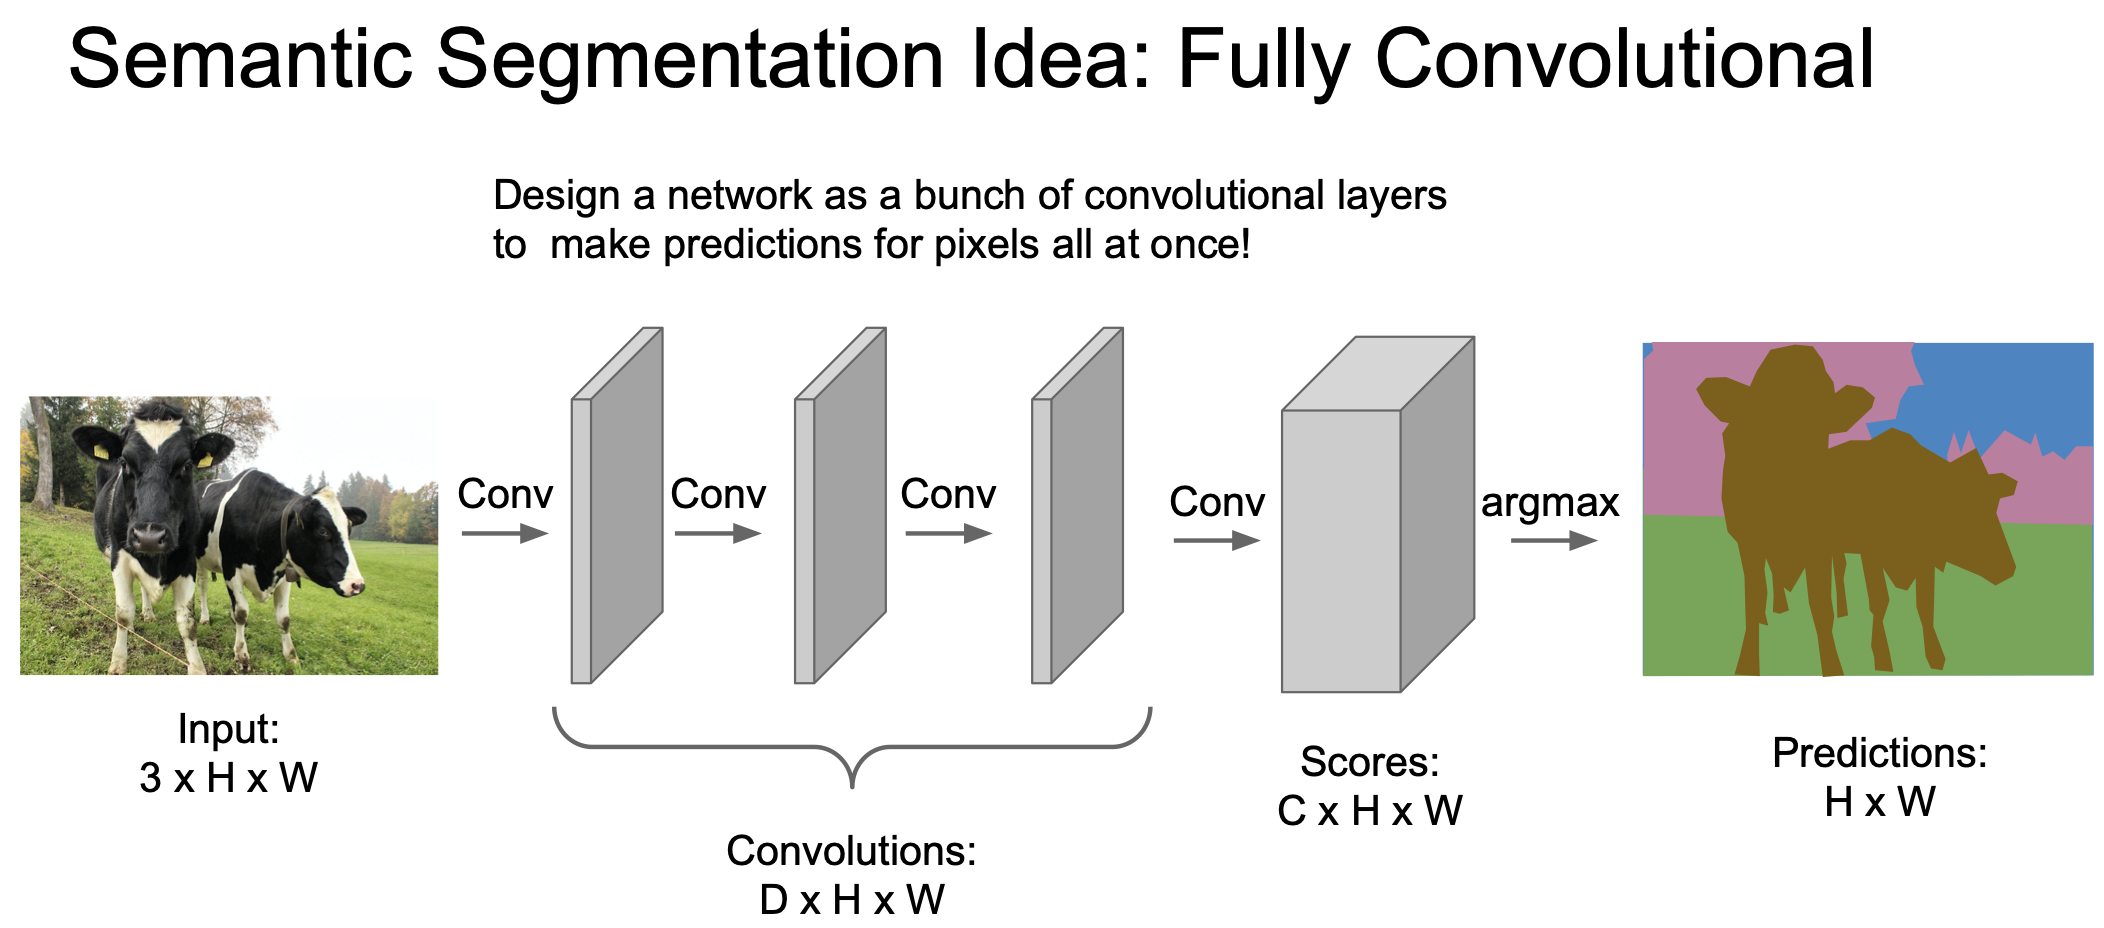 Semantic Segmentation Idea: Fully Convolutional
Design a network as a bunch of convolutional layers
to make predictions for pixels all at once!
Conv
Conv
Conv
Conv
argmax
Input:
3 x H x W
Convolutions:
D x H x W
Scores:
C x H x W
Predictions:
H x W